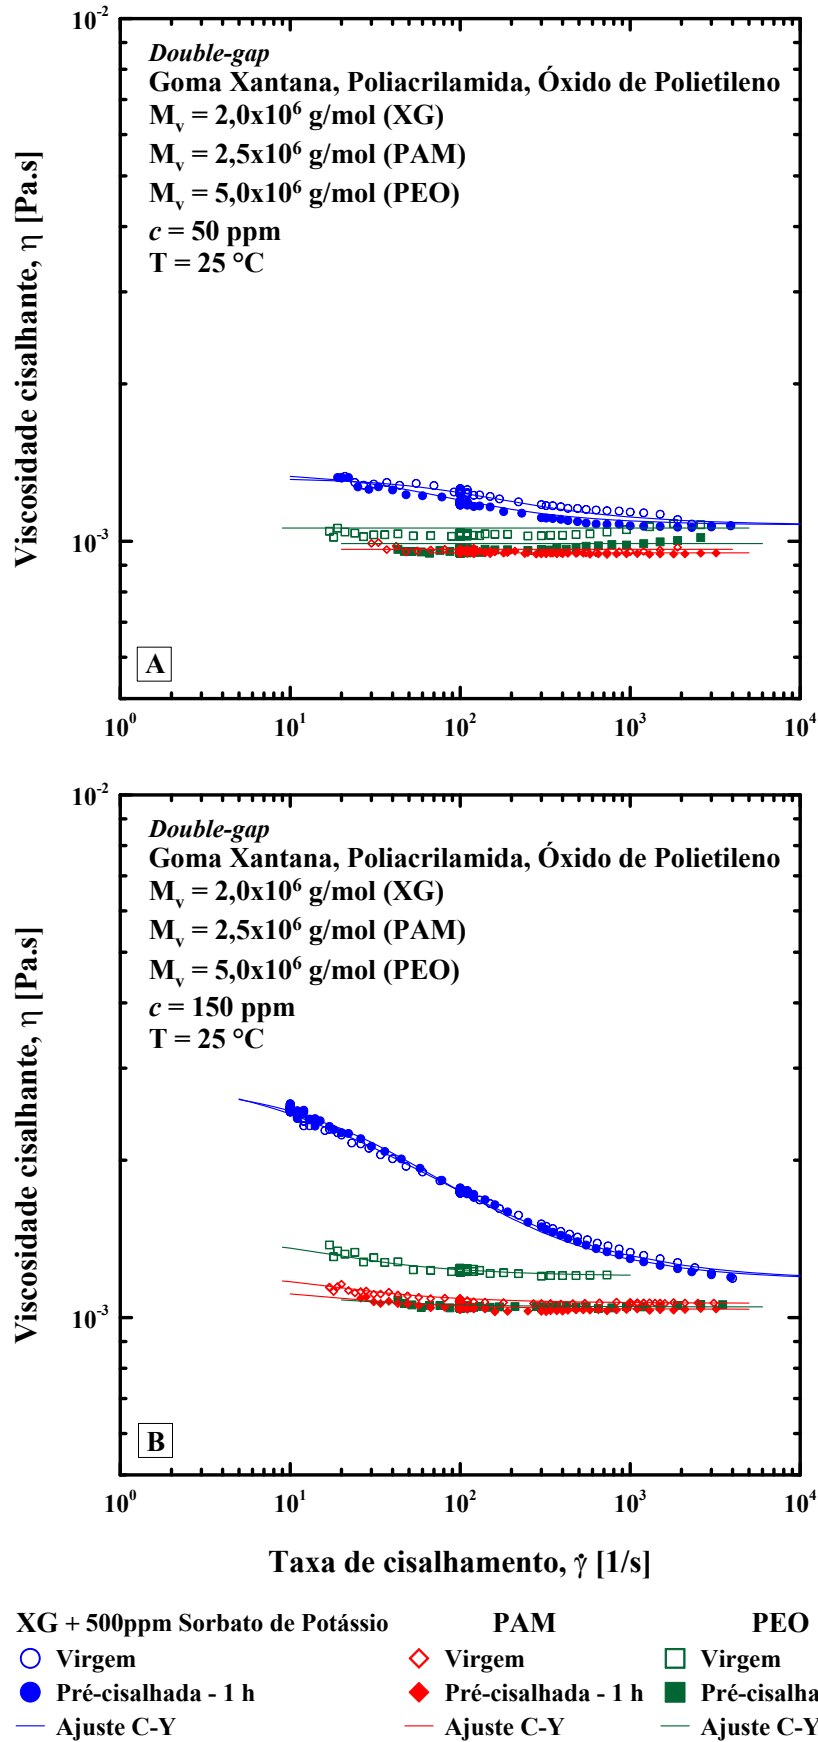 10⁻²
Double-gap
Goma Xantana, Poliacrilamida, Óxido de Polietileno
Mᵥ = 2,0x10⁶ g/mol (XG)
Mᵥ = 2,5x10⁶ g/mol (PAM)
Mᵥ = 5,0x10⁶ g/mol (PEO)
c = 50 ppm
T = 25 °C
Viscosidade cisalhante, η [Pa.s]
10⁻³
A
10⁰ 10¹ 10² 10³ 10⁴
10⁻²
Double-gap
Goma Xantana, Poliacrilamida, Óxido de Polietileno
Mᵥ = 2,0x10⁶ g/mol (XG)
Mᵥ = 2,5x10⁶ g/mol (PAM)
Mᵥ = 5,0x10⁶ g/mol (PEO)
c = 150 ppm
T = 25 °C
Viscosidade cisalhante, η [Pa.s]
10⁻³
B
10⁰ 10¹ 10² 10³ 10⁴
Taxa de cisalhamento, γ̇ [1/s]
XG + 500ppm Sorbato de Potássio PAM PEO
Virgem Virgem Virgem
Pré-cisalhada - 1 h Pré-cisalhada - 1 h Pré-cisalha
Ajuste C-Y Ajuste C-Y Ajuste C-Y